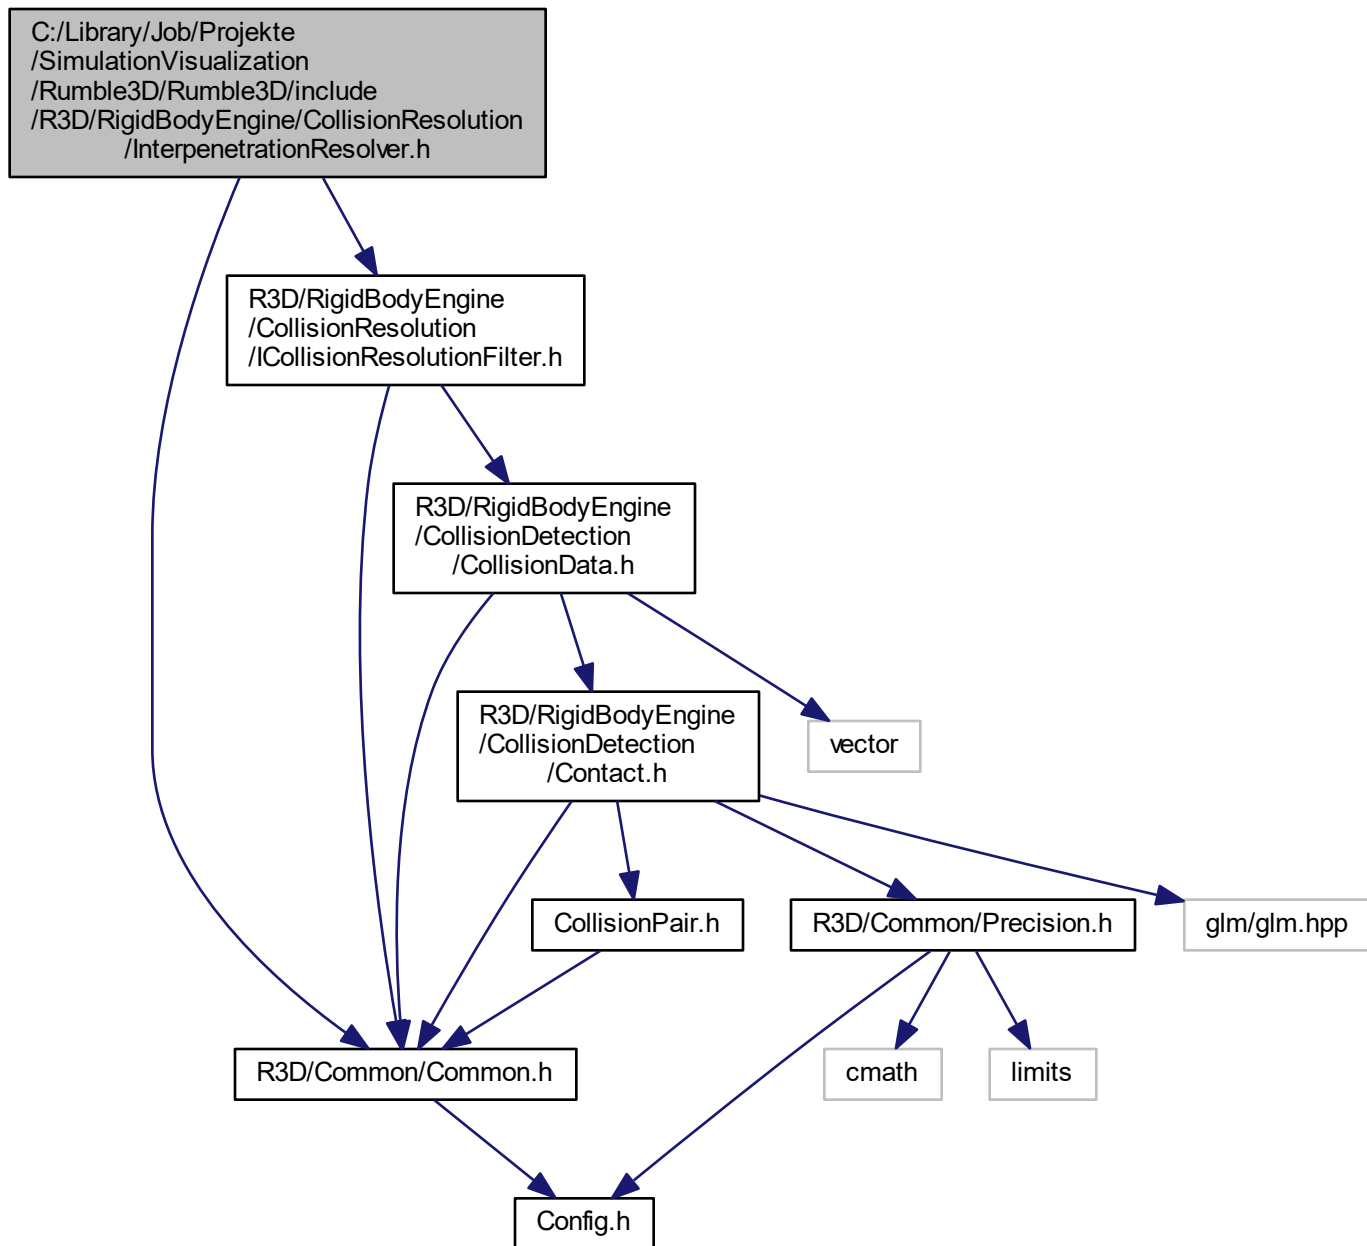 C:/Library/Job/Projekte
/SimulationVisualization
/Rumble3D/Rumble3D/include
/R3D/RigidBodyEngine/CollisionResolution
/InterpenetrationResolver.h
R3D/RigidBodyEngine
/CollisionResolution
/ICollisionResolutionFilter.h
R3D/RigidBodyEngine
/CollisionDetection
/CollisionData.h
R3D/RigidBodyEngine
/CollisionDetection
/Contact.h
vector
CollisionPair.h
R3D/Common/Precision.h
glm/glm.hpp
R3D/Common/Common.h
cmath
limits
Config.h